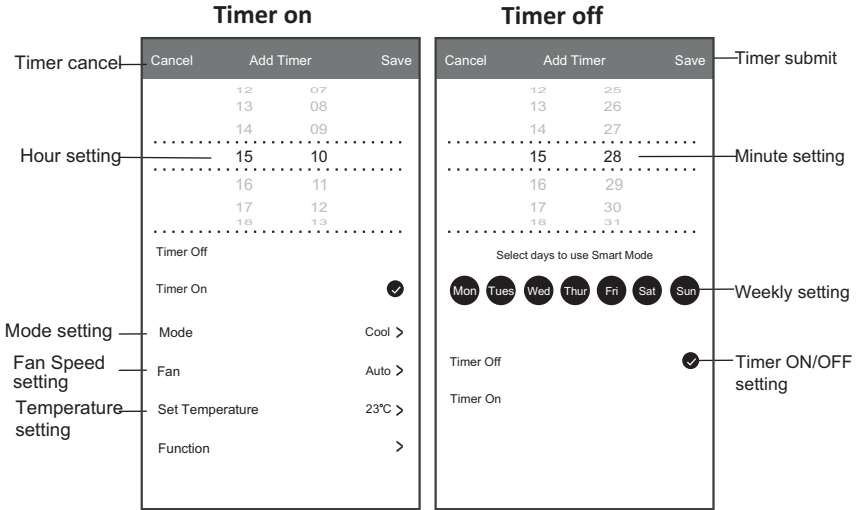 Timer on
Timer off
Timer cancel
Cancel Add Timer Save
12 07
13 08
14 09
Hour setting
15 10
16 11
17 12
18 13
Timer Off
Timer On
Mode setting
Mode Cool >
Fan Speed
setting
Fan Auto >
Temperature
setting
Set Temperature 23°C >
Function >
Cancel Add Timer Save
Timer submit
12 25
13 26
14 27
15 28
Minute setting
16 29
17 30
18 31
Select days to use Smart Mode
Mon Tues Wed Thur Fri Sat Sun
Weekly setting
Timer Off
Timer ON/OFF
setting
Timer On